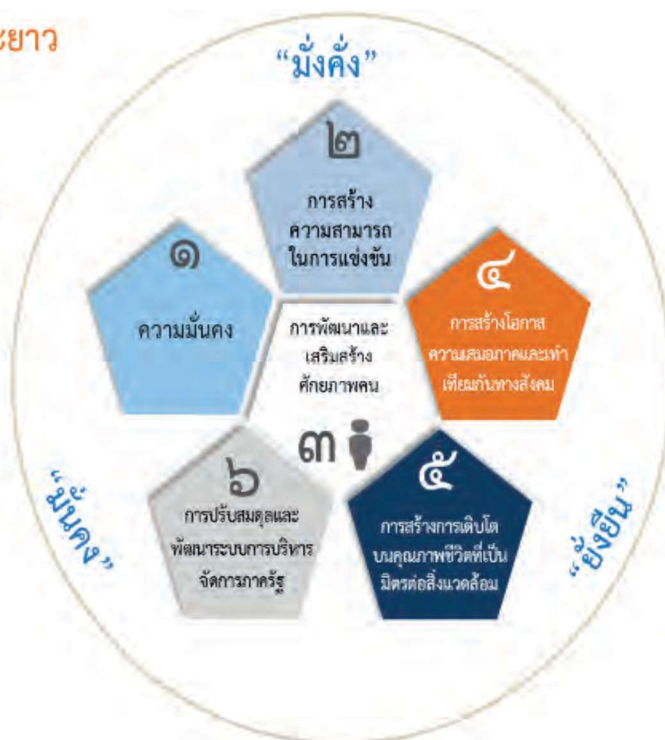 ะยาว
“มั่งคั่ง”
๒
การสร้าง
ความสามารถ
ในการแข่งขัน
๑
ความมั่นคง
การพัฒนาและ
เสริมสร้าง
ศักยภาพคน
๓
๔
การสร้างโอกาส
ความเสมอภาคและเท่า
เทียมกันทางสังคม
๖
การปรับสมดุลและ
พัฒนาระบบการบริหาร
จัดการภาครัฐ
๕
การสร้างการเติบโต
บนคุณภาพชีวิตที่เป็น
มิตรต่อสิ่งแวดล้อม
“มั่นคง”
“ยั่งยืน”